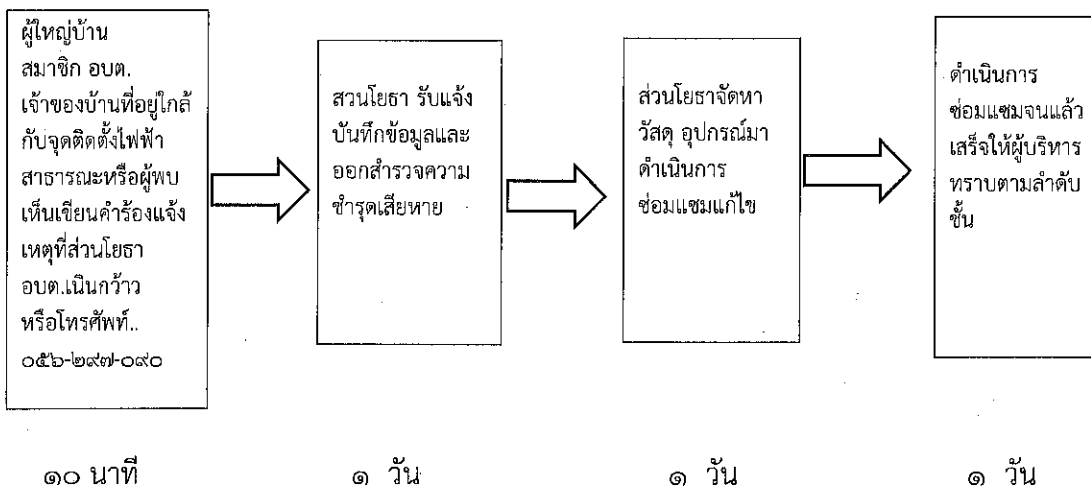 ผู้ใหญ่บ้าน
สมาชิก อบต.
เจ้าของบ้านที่อยู่ใกล้
กับจุดติดตั้งไฟฟ้า
สาธารณะหรือผู้พบ
เห็นเขียนคำร้องแจ้ง
เหตุที่ส่วนโยธา
อบต.เนินกว้าว
หรือโทรศัพท์..
๐๕๖-๒๙๗-๐๙๐
สวนโยธา รับแจ้ง
บันทึกข้อมูลและ
ออกสำรวจความ
ชำรุดเสียหาย
ส่วนโยธาจัดหา
วัสดุ อุปกรณ์มา
ดำเนินการ
ซ่อมแซมแก้ไข
ดำเนินการ
ซ่อมแซมจนแล้ว
เสร็จให้ผู้บริหาร
ทราบตามลำดับ
ชั้น
๑๐ นาที
๑ วัน
๑ วัน
๑ วัน